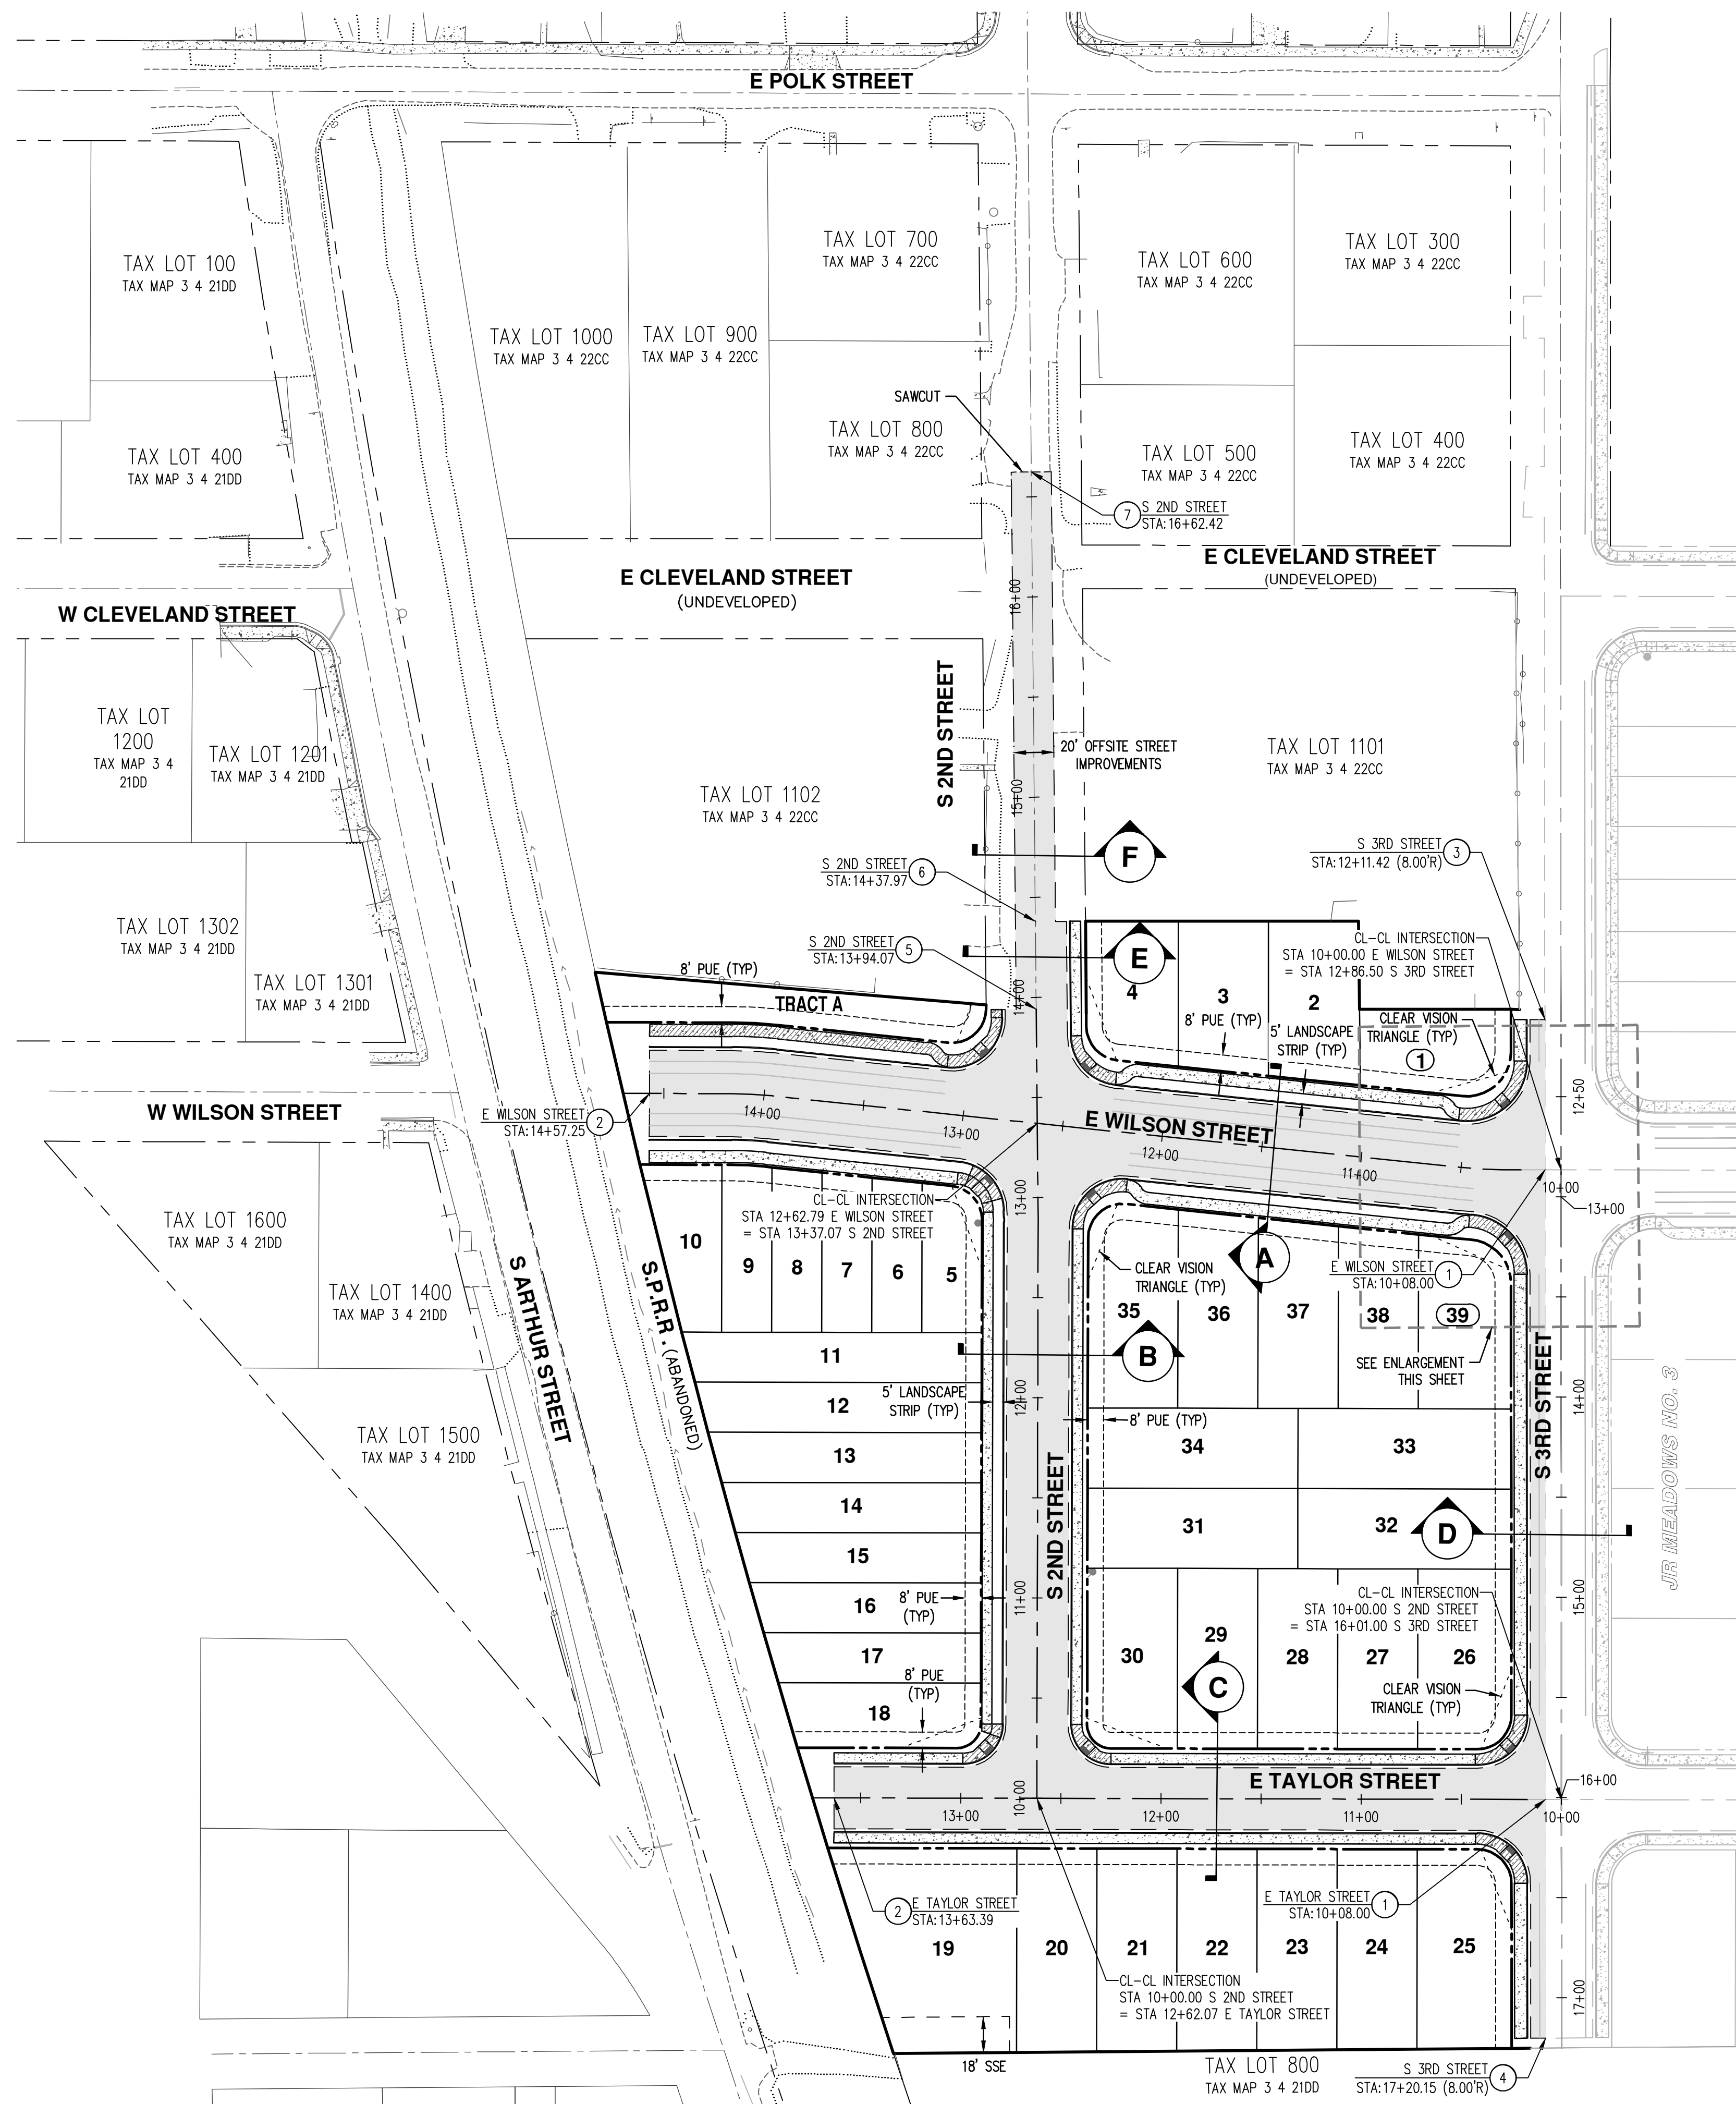 E POLK STREET
TAX LOT 100
TAX MAP 3 4 21DD
TAX LOT 700
TAX MAP 3 4 22CC
TAX LOT 600
TAX MAP 3 4 22CC
TAX LOT 300
TAX MAP 3 4 22CC
TAX LOT 1000
TAX MAP 3 4 22CC
TAX LOT 900
TAX MAP 3 4 22CC
SAWCUT
TAX LOT 400
TAX MAP 3 4 21DD
TAX LOT 800
TAX MAP 3 4 22CC
TAX LOT 500
TAX MAP 3 4 22CC
TAX LOT 400
TAX MAP 3 4 22CC
7
S 2ND STREET
STA:16+62.42
E CLEVELAND STREET
(UNDEVELOPED)
E CLEVELAND STREET
(UNDEVELOPED)
W CLEVELAND STREET
16+00
S 2ND STREET
TAX LOT
1200
TAX MAP 3 4
21DD
TAX LOT 1201
TAX MAP 3 4 21DD
TAX LOT 1102
TAX MAP 3 4 22CC
20' OFFSITE STREET
IMPROVEMENTS
TAX LOT 1101
TAX MAP 3 4 22CC
15+00
F
S 3RD STREET
STA:12+11.42 (8.00'R)
3
S 2ND STREET
STA:14+37.97
6
TAX LOT 1302
TAX MAP 3 4 21DD
S 2ND STREET
STA:13+94.07
5
E
4
3
2
CL-CL INTERSECTION
STA 10+00.00 E WILSON STREET
= STA 12+86.50 S 3RD STREET
TAX LOT 1301
TAX MAP 3 4 21DD
8' PUE (TYP)
TRACT A
14+00
8' PUE (TYP)
5' LANDSCAPE
STRIP (TYP)
CLEAR VISION
TRIANGLE (TYP)
1
12+50
W WILSON STREET
E WILSON STREET
STA:14+57.25
2
14+00
13+00
E WILSON STREET
12+00
11+00
10+00
13+00
13+00
CL-CL INTERSECTION
STA 12+62.79 E WILSON STREET
= STA 13+37.07 S 2ND STREET
TAX LOT 1600
TAX MAP 3 4 21DD
10
9
8
7
6
5
A
CLEAR VISION
TRIANGLE (TYP)
E WILSON STREET
STA:10+08.00
1
TAX LOT 1400
TAX MAP 3 4 21DD
35
36
37
38
39
S ARTHUR STREET
S.P.R.R. (ABANDONED)
11
B
SEE ENLARGEMENT
THIS SHEET
S 3RD STREET
JR MEADOWS NO. 3
12
5' LANDSCAPE
STRIP (TYP)
12+00
8' PUE (TYP)
14+00
TAX LOT 1500
TAX MAP 3 4 21DD
13
34
33
14
S 2ND STREET
31
32
D
15
16
8' PUE
(TYP)
11+00
CL-CL INTERSECTION
STA 10+00.00 S 2ND STREET
= STA 16+01.00 S 3RD STREET
15+00
17
30
29
28
27
26
8' PUE
(TYP)
C
CLEAR VISION
TRIANGLE (TYP)
18
E TAYLOR STREET
16+00
10+00
13+00
12+00
11+00
10+00
2
E TAYLOR STREET
STA:13+63.39
E TAYLOR STREET
STA:10+08.00
1
19
20
21
22
23
24
25
CL-CL INTERSECTION
STA 10+00.00 S 2ND STREET
= STA 12+62.07 E TAYLOR STREET
17+00
18' SSE
TAX LOT 800
TAX MAP 3 4 21DD
S 3RD STREET
STA:17+20.15 (8.00'R)
4